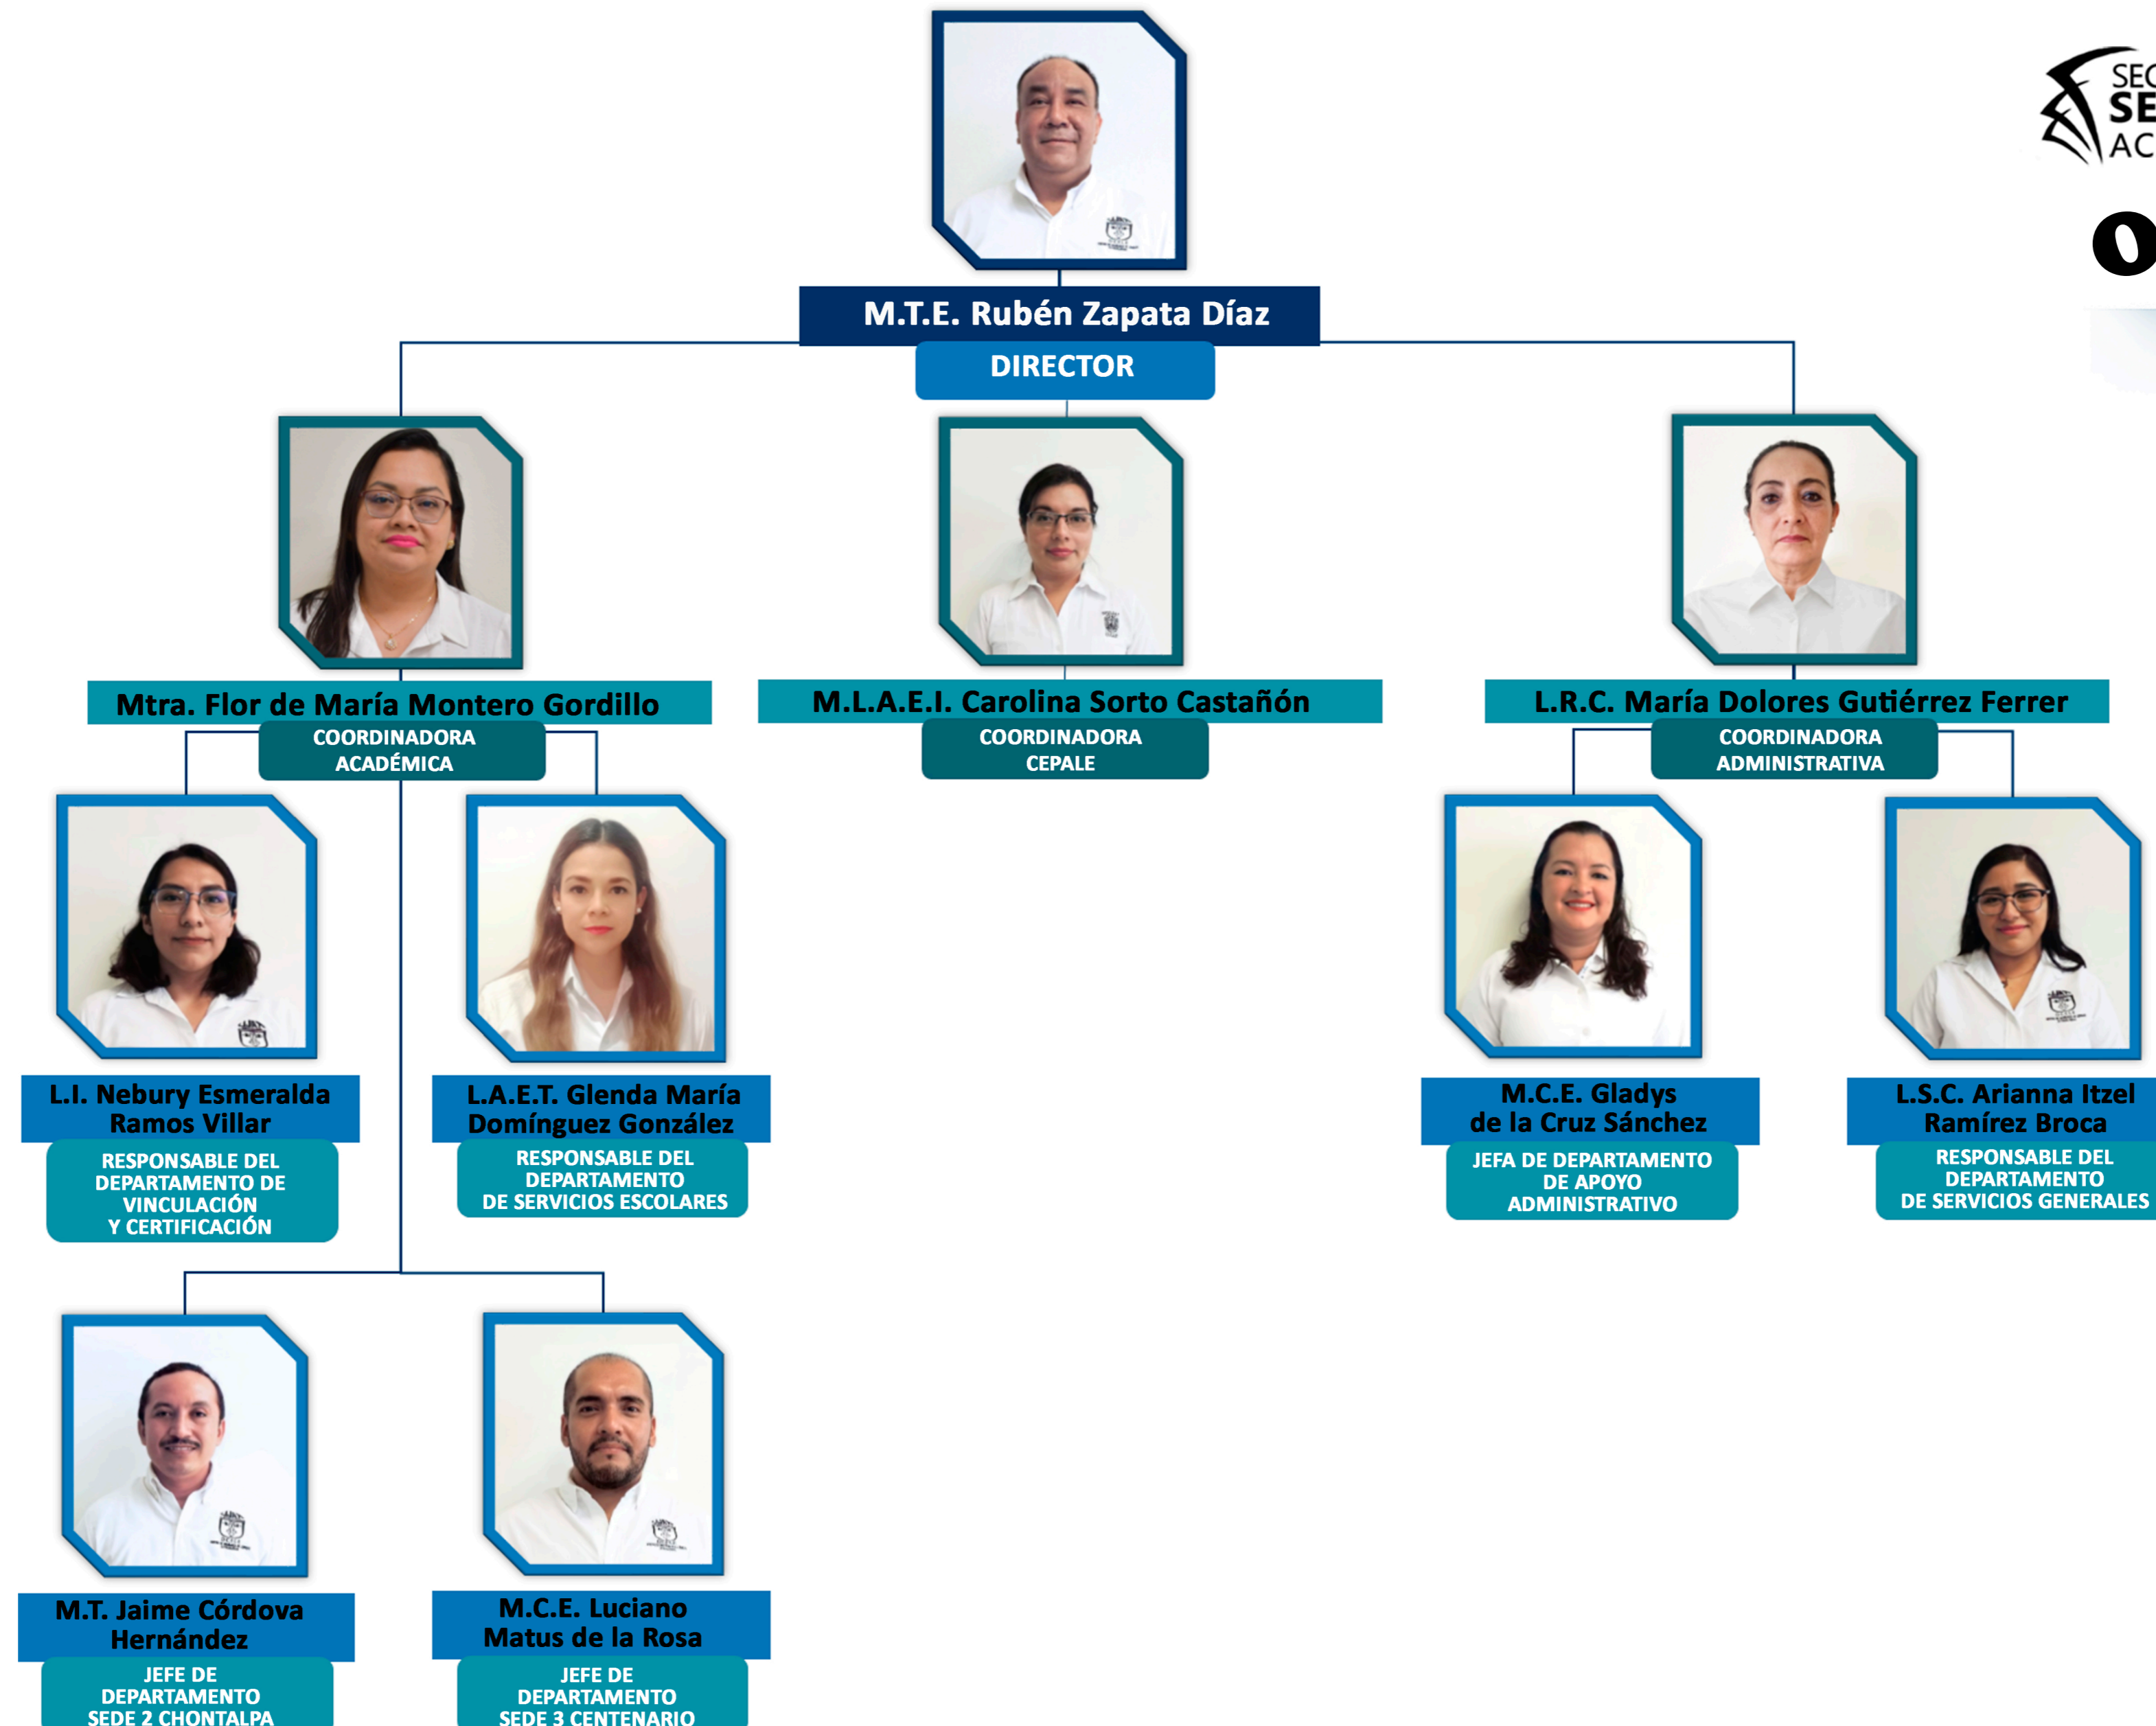 SEC
SE
AC
O
M.T.E. Rubén Zapata Díaz
DIRECTOR
Mtra. Flor de María Montero Gordillo
COORDINADORA
ACADÉMICA
M.L.A.E.I. Carolina Sorto Castañón
COORDINADORA
CEPALE
L.R.C. María Dolores Gutiérrez Ferrer
COORDINADORA
ADMINISTRATIVA
L.I. Nebury Esmeralda
Ramos Villar
RESPONSABLE DEL
DEPARTAMENTO DE
VINCULACIÓN
Y CERTIFICACIÓN
L.A.E.T. Glenda María
Domínguez González
RESPONSABLE DEL
DEPARTAMENTO
DE SERVICIOS ESCOLARES
M.C.E. Gladys
de la Cruz Sánchez
JEFA DE DEPARTAMENTO
DE APOYO
ADMINISTRATIVO
L.S.C. Arianna Itzel
Ramírez Broca
RESPONSABLE DEL
DEPARTAMENTO
DE SERVICIOS GENERALES
M.T. Jaime Córdova
Hernández
JEFE DE
DEPARTAMENTO
SEDE 2 CHONTALPA
M.C.E. Luciano
Matus de la Rosa
JEFE DE
DEPARTAMENTO
SEDE 3 CENTENARIO